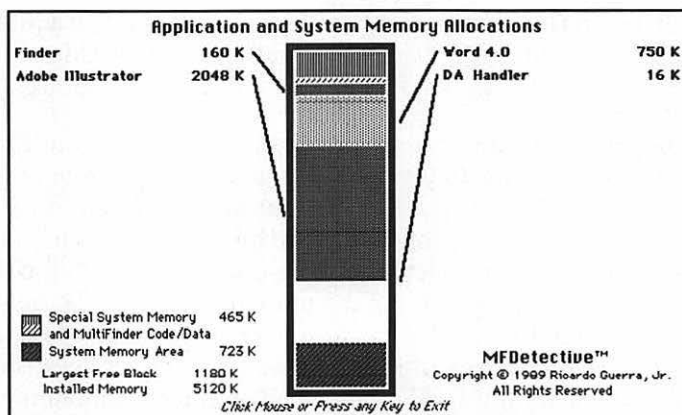 Application and System Memory Allocations
Finder 160 K
Word 4.0 750 K
Adobe Illustrator 2048 K
DA Handler 16 K
Special System Memory 465 K
and MultiFinder Code/Data
System Memory Area 723 K
Largest Free Block 1180 K
Installed Memory 5120 K
MFDetective™
Copyright © 1989 Ricardo Guerra, Jr.
All Rights Reserved
Click Mouse or Press any Key to Exit